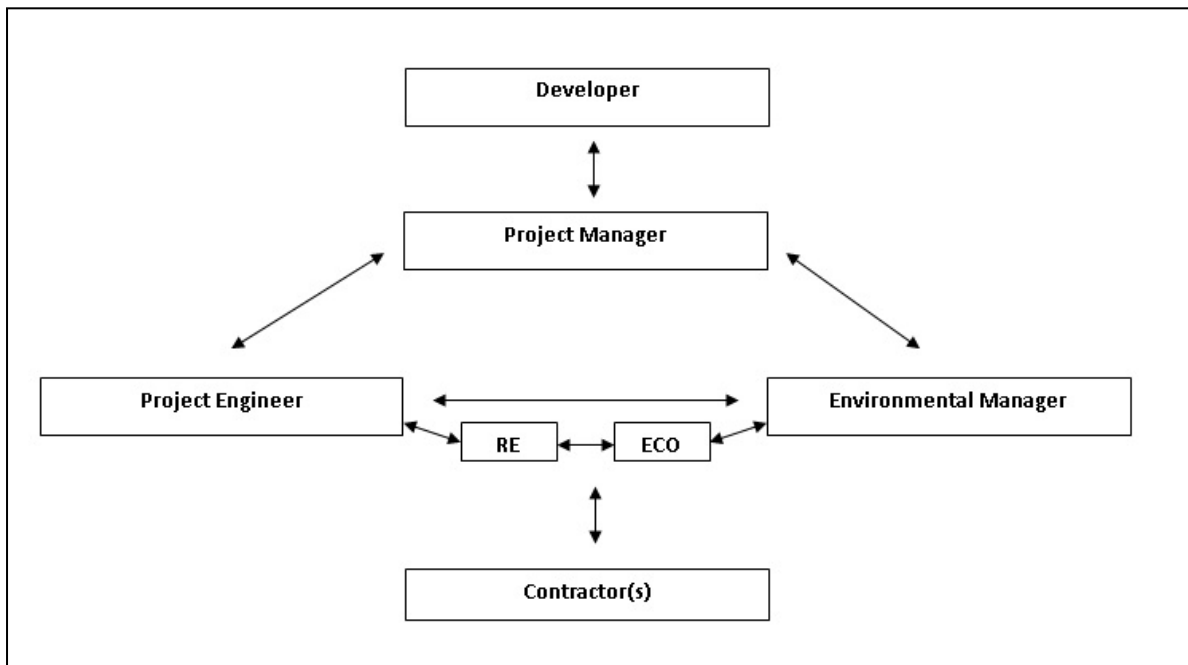 Developer
Project Manager
Project Engineer
Environmental Manager
RE
ECO
Contractor(s)